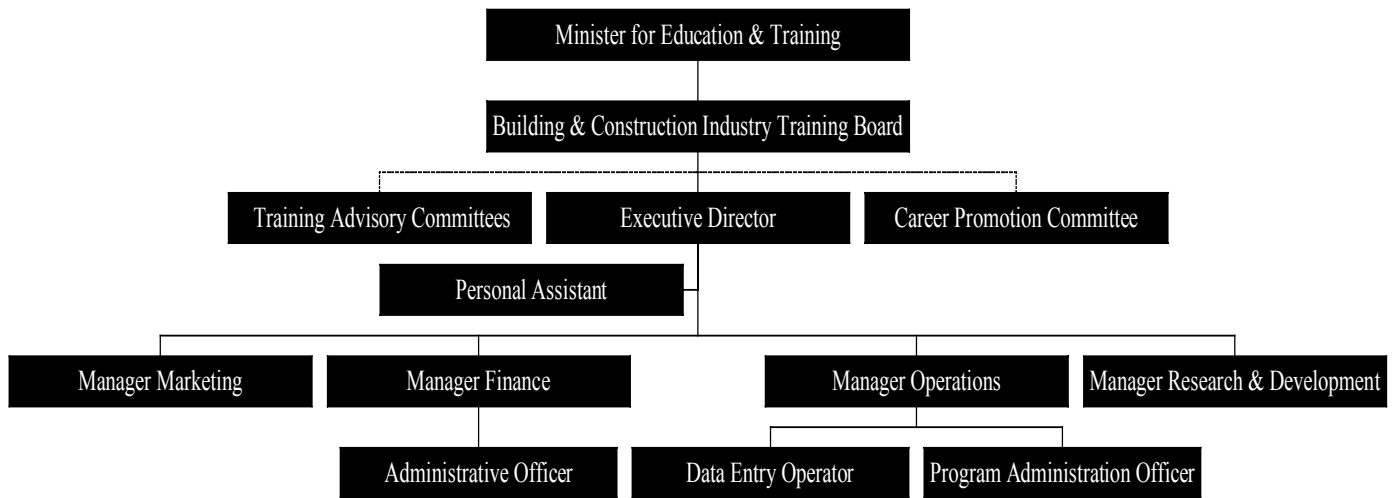 Minister for Education & Training
Building & Construction Industry Training Board
Training Advisory Committees
Executive Director
Career Promotion Committee
Personal Assistant
Manager Marketing
Manager Finance
Manager Operations
Manager Research & Development
Administrative Officer
Data Entry Operator
Program Administration Officer